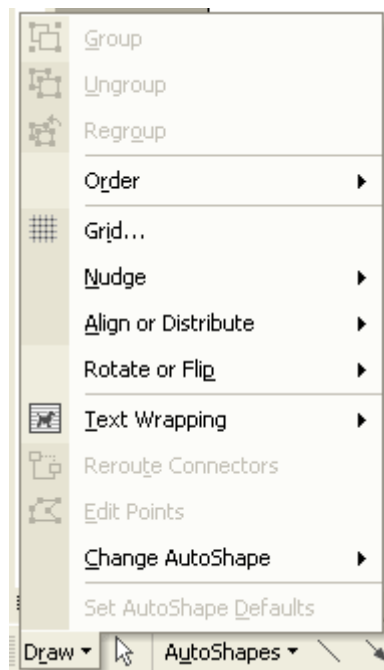 Group
Ungroup
Regroup
Order
Grid...
Nudge
Align or Distribute
Rotate or Flip
Text Wrapping
Reroute Connectors
Edit Points
Change AutoShape
Set AutoShape Defaults
Draw AutoShapes